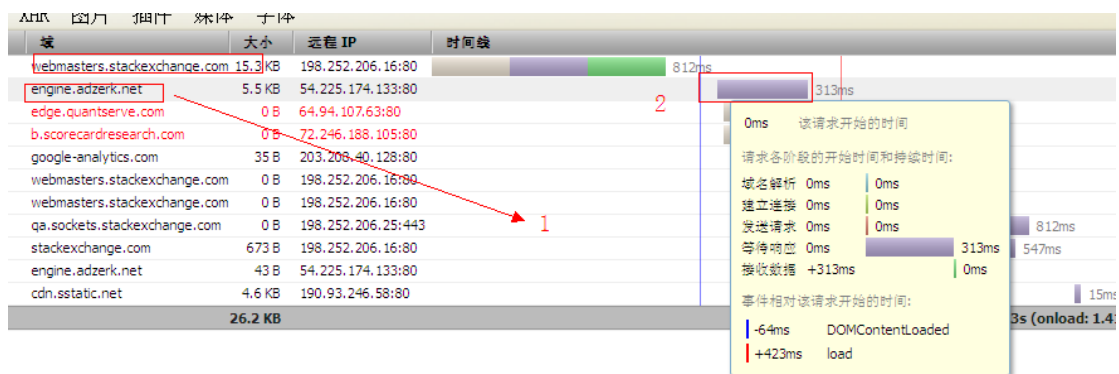 XHR 图片 插件 媒体 字体
域 大小 远程 IP 时间线
webmasters.stackexchange.com 15.3 KB 198.252.206.16:80 812ms
engine.adzerk.net 5.5 KB 54.225.174.133:80 313ms
edge.quantserve.com 0 B 64.94.107.63:80 2
b.scorecardresearch.com 0 B 72.246.188.105:80
google-analytics.com 35 B 203.208.40.128:80
webmasters.stackexchange.com 0 B 198.252.206.16:80
webmasters.stackexchange.com 0 B 198.252.206.16:80
qa.sockets.stackexchange.com 0 B 198.252.206.25:443 1 812ms
stackexchange.com 673 B 198.252.206.16:80 547ms
engine.adzerk.net 43 B 54.225.174.133:80
cdn.sstatic.net 4.6 KB 190.93.246.58:80 15ms
26.2 KB 3s (onload: 1.41
0ms 该请求开始的时间
请求各阶段的开始时间和持续时间:
域名解析 0ms 0ms
建立连接 0ms 0ms
发送请求 0ms 0ms
等待响应 0ms 313ms
接收数据 +313ms 0ms
事件相对该请求开始的时间:
-64ms DOMContentLoaded
+423ms load